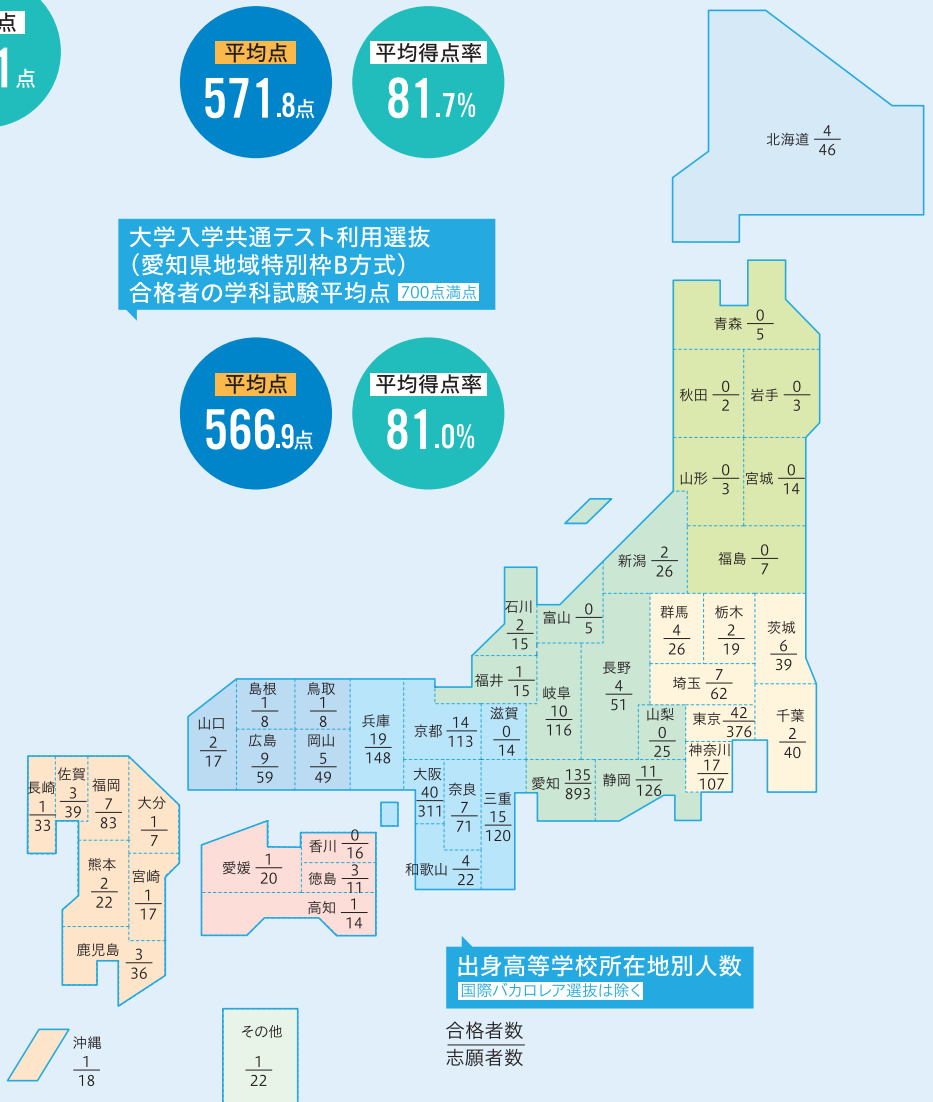 点
1点
平均点
571.8点
平均得点率
81.7%
大学入学共通テスト利用選抜
（愛知県地域特別枠B方式）
合格者の学科試験平均点 700点満点
平均点
566.9点
平均得点率
81.0%
北海道 4/46
青森 0/5
秋田 0/2
岩手 0/3
山形 0/3
宮城 0/14
福島 0/7
新潟 2/26
石川 2/15
富山 0/5
福井 1/15
岐阜 10/116
長野 4/51
山梨 0/25
愛知 135/893
静岡 11/126
群馬 4/26
栃木 2/19
茨城 6/39
埼玉 7/62
東京 42/376
千葉 2/40
神奈川 17/107
滋賀 0/14
京都 14/113
兵庫 19/148
大阪 40/311
奈良 7/71
三重 15/120
和歌山 4/22
鳥取 1/8
島根 1/8
岡山 5/49
広島 9/59
山口 2/17
香川 0/16
愛媛 1/20
徳島 3/11
高知 1/14
福岡 7/83
佐賀 3/39
長崎 1/33
大分 1/7
熊本 2/22
宮崎 1/17
鹿児島 3/36
沖縄 1/18
その他 1/22
出身高等学校所在地別人数
国際バカロレア選抜は除く
合格者数
志願者数